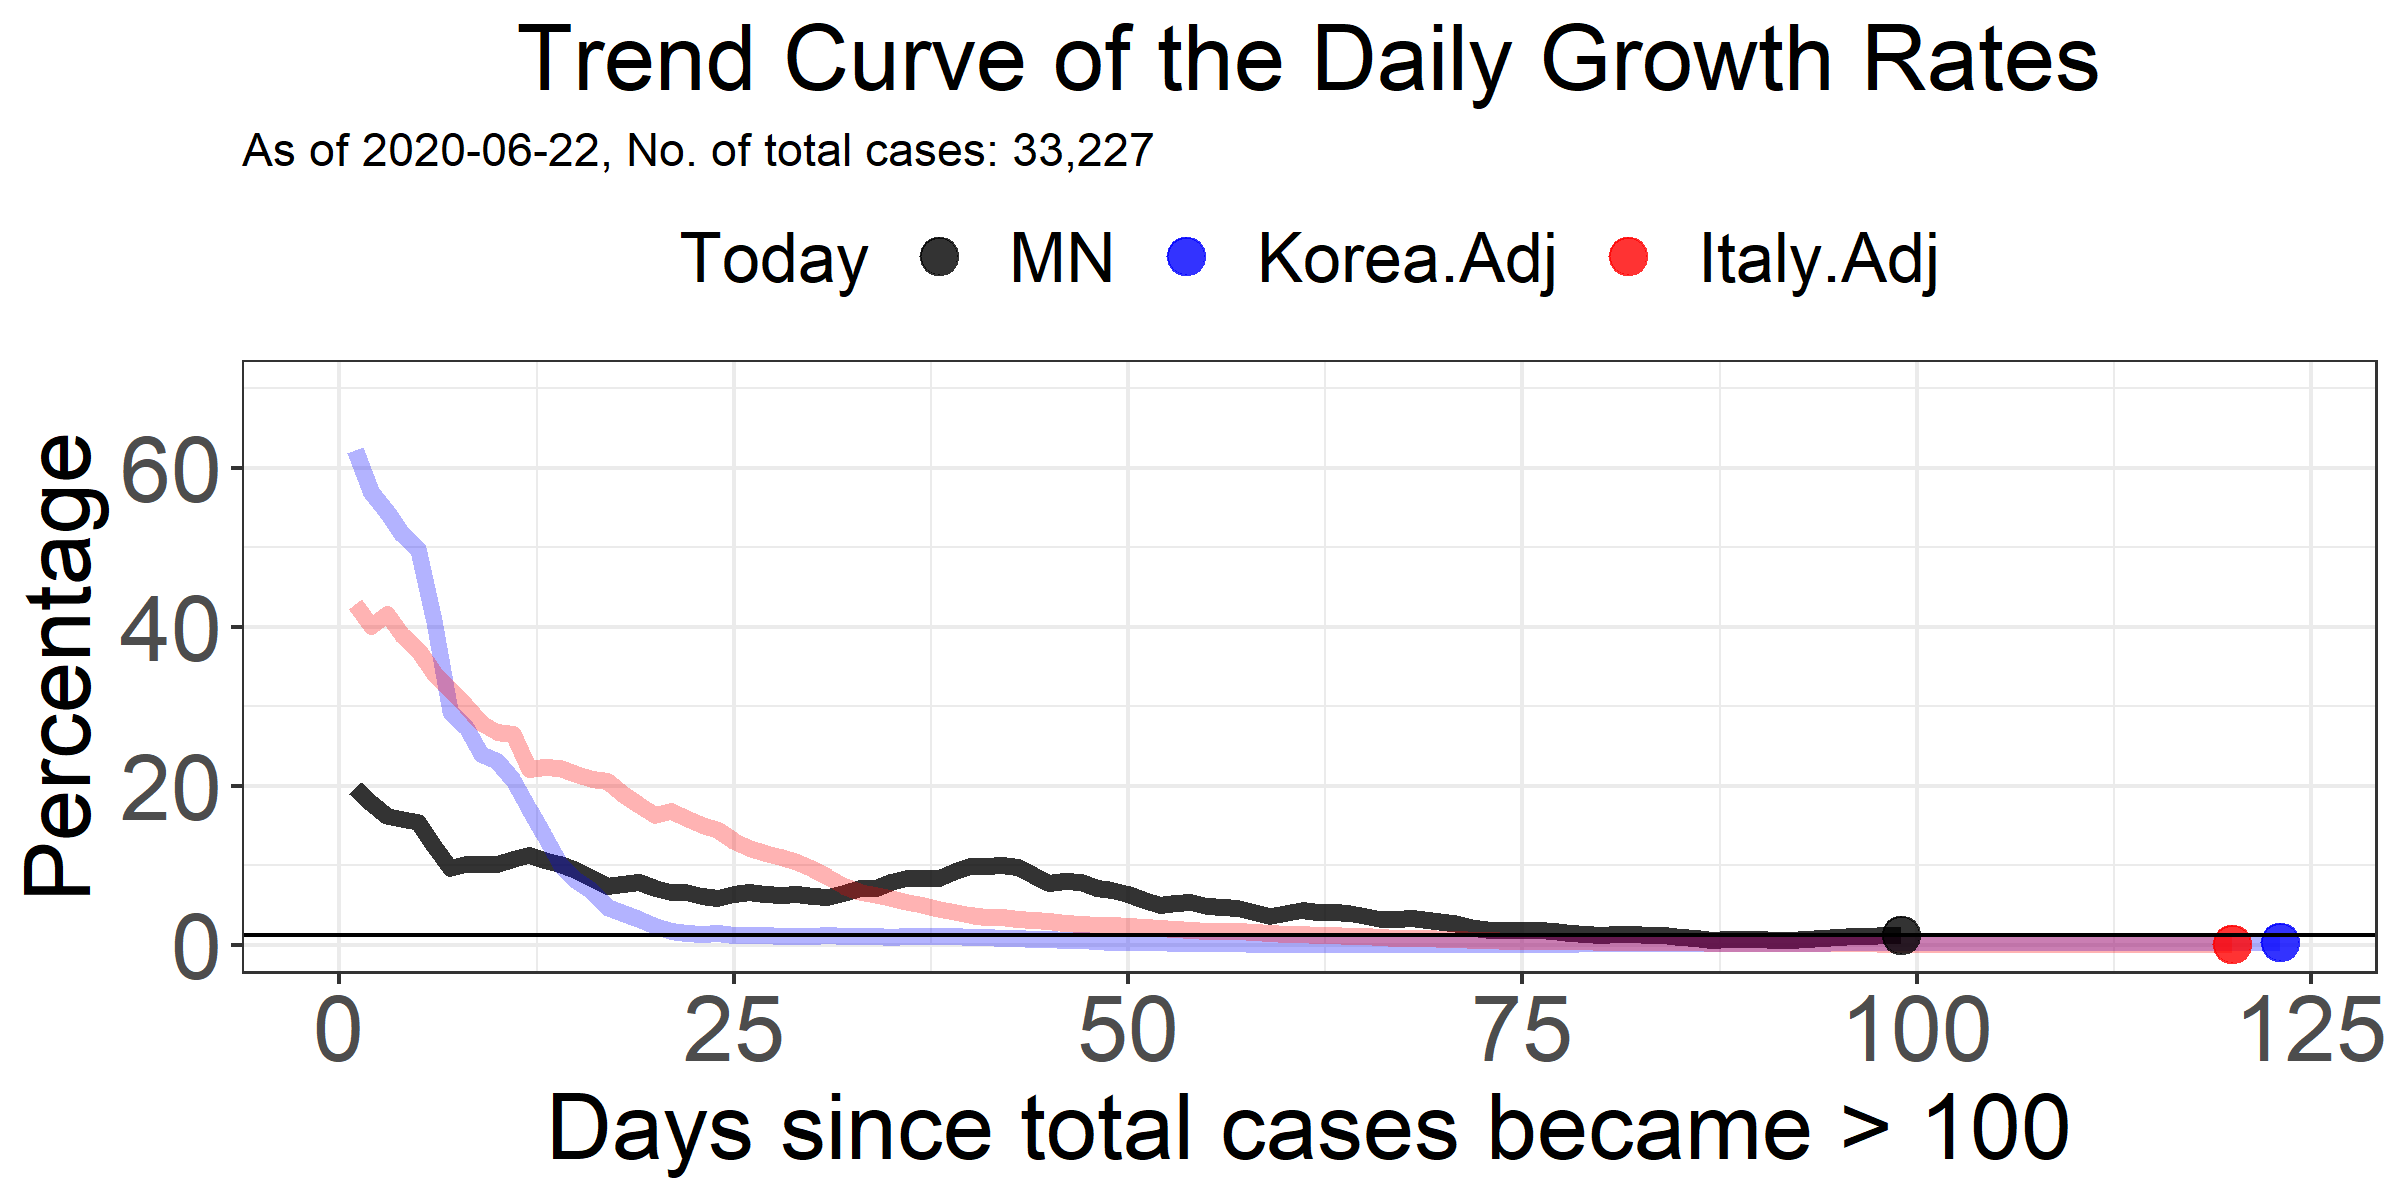 Trend Curve of the Daily Growth Rates
As of 2020-06-22, No. of total cases: 33,227
Today MN Korea.Adj Italy.Adj
Percentage
60
40
20
0
0 25 50 75 100 125
Days since total cases became > 100